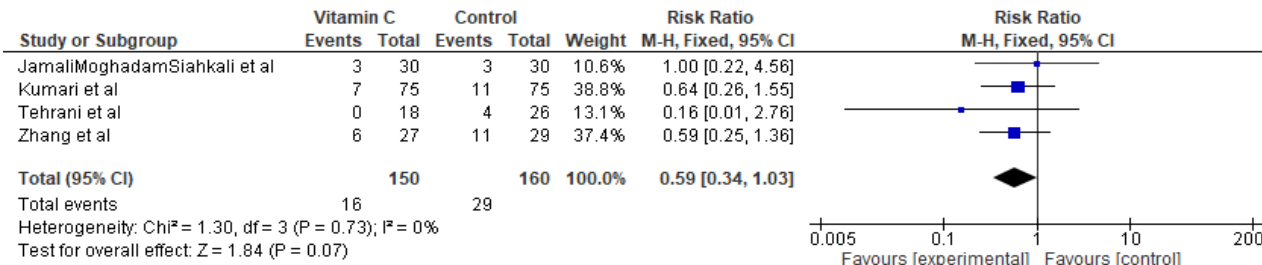 Vitamin C Control Risk Ratio Risk Ratio
Study or Subgroup Events Total Events Total Weight M-H, Fixed, 95% CI M-H, Fixed, 95% CI
JamaliMoghadamSiahkali et al 3 30 3 30 10.6% 1.00 [0.22, 4.56]
Kumari et al 7 75 11 75 38.8% 0.64 [0.26, 1.55]
Tehrani et al 0 18 4 26 13.1% 0.16 [0.01, 2.76]
Zhang et al 6 27 11 29 37.4% 0.59 [0.25, 1.36]
Total (95% CI) 150 160 100.0% 0.59 [0.34, 1.03]
Total events 16 29
Heterogeneity: Chi² = 1.30, df = 3 (P = 0.73); I² = 0%
Test for overall effect: Z = 1.84 (P = 0.07)
0.005 0.1 1 10 200
Favours [experimental] Favours [control]